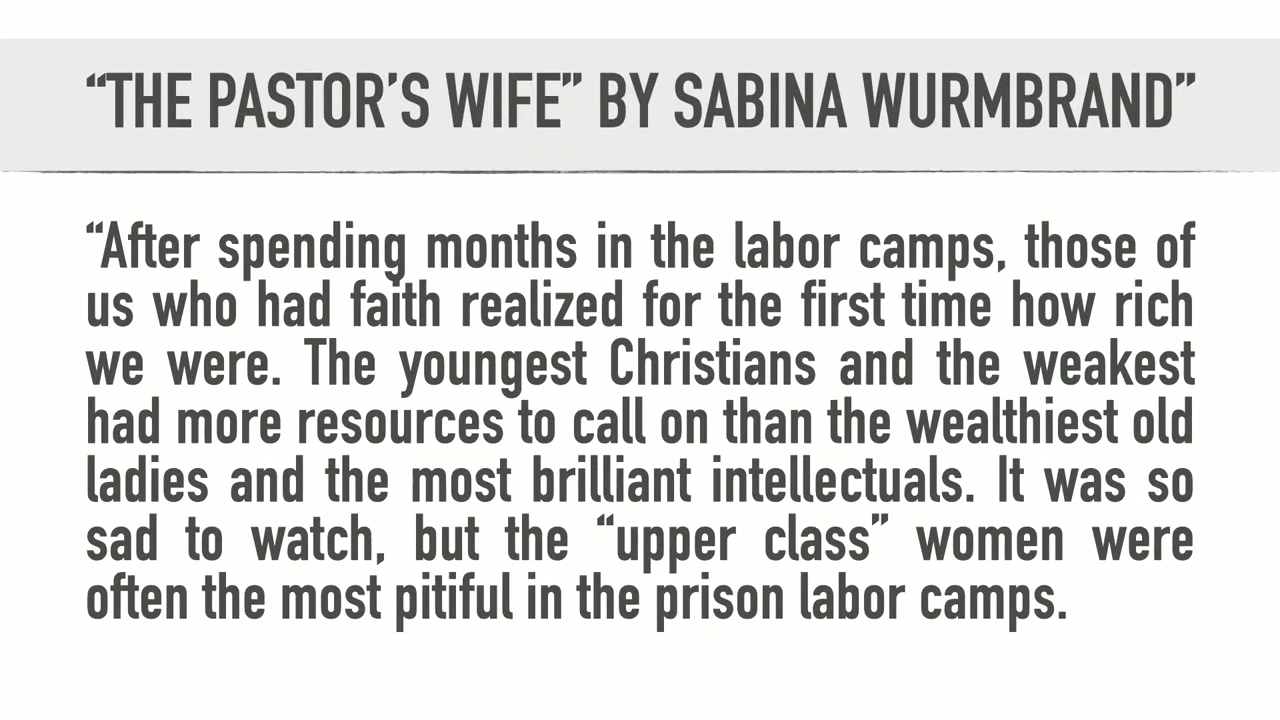 “THE PASTOR’S WIFE” BY SABINA WURMBRAND”
“After spending months in the labor camps, those of
us who had faith realized for the first time how rich
we were. The youngest Christians and the weakest
had more resources to call on than the wealthiest old
ladies and the most brilliant intellectuals. It was so
sad to watch, but the “upper class” women were
often the most pitiful in the prison labor camps.